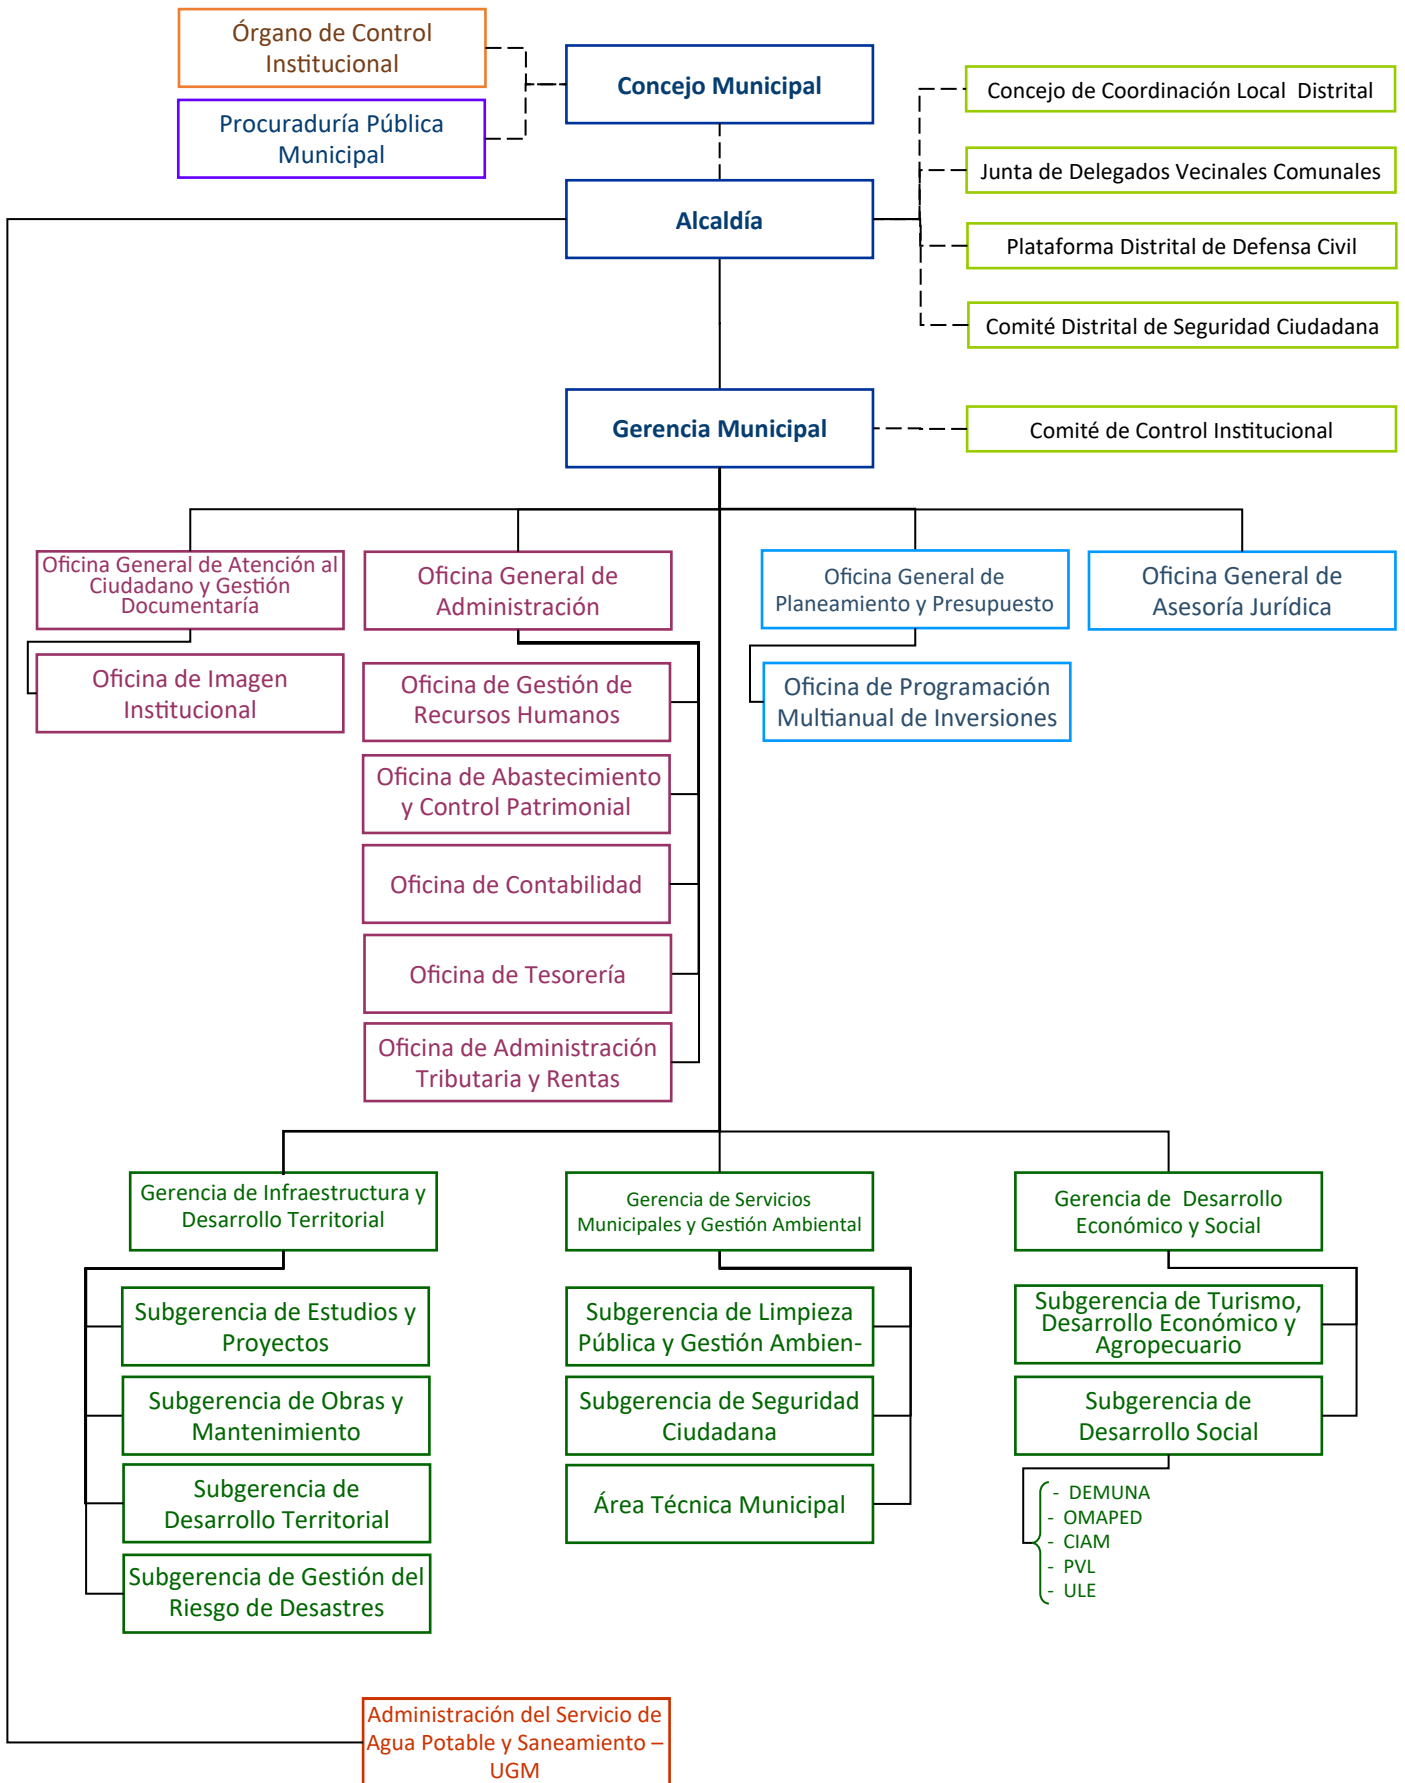 Órgano de Control
Institucional
Procuraduría Pública
Municipal
Concejo Municipal
Alcaldía
Concejo de Coordinación Local  Distrital
Junta de Delegados Vecinales Comunales
Plataforma Distrital de Defensa Civil
Comité Distrital de Seguridad Ciudadana
Gerencia Municipal
Comité de Control Institucional
Oficina General de Atención al
Ciudadano y Gestión
Documentaría
Oficina de Imagen
Institucional
Oficina General de
Administración
Oficina de Gestión de
Recursos Humanos
Oficina de Abastecimiento
y Control Patrimonial
Oficina de Contabilidad
Oficina de Tesorería
Oficina de Administración
Tributaria y Rentas
Oficina General de
Planeamiento y Presupuesto
Oficina de Programación
Multianual de Inversiones
Oficina General de
Asesoría Jurídica
Gerencia de Infraestructura y
Desarrollo Territorial
Subgerencia de Estudios y
Proyectos
Subgerencia de Obras y
Mantenimiento
Subgerencia de
Desarrollo Territorial
Subgerencia de Gestión del
Riesgo de Desastres
Gerencia de Servicios
Municipales y Gestión Ambiental
Subgerencia de Limpieza
Pública y Gestión Ambien-
Subgerencia de Seguridad
Ciudadana
Área Técnica Municipal
Gerencia de  Desarrollo
Económico y Social
Subgerencia de Turismo,
Desarrollo Económico y
Agropecuario
Subgerencia de
Desarrollo Social
- DEMUNA
- OMAPED
- CIAM
- PVL
- ULE
Administración del Servicio de
Agua Potable y Saneamiento –
UGM